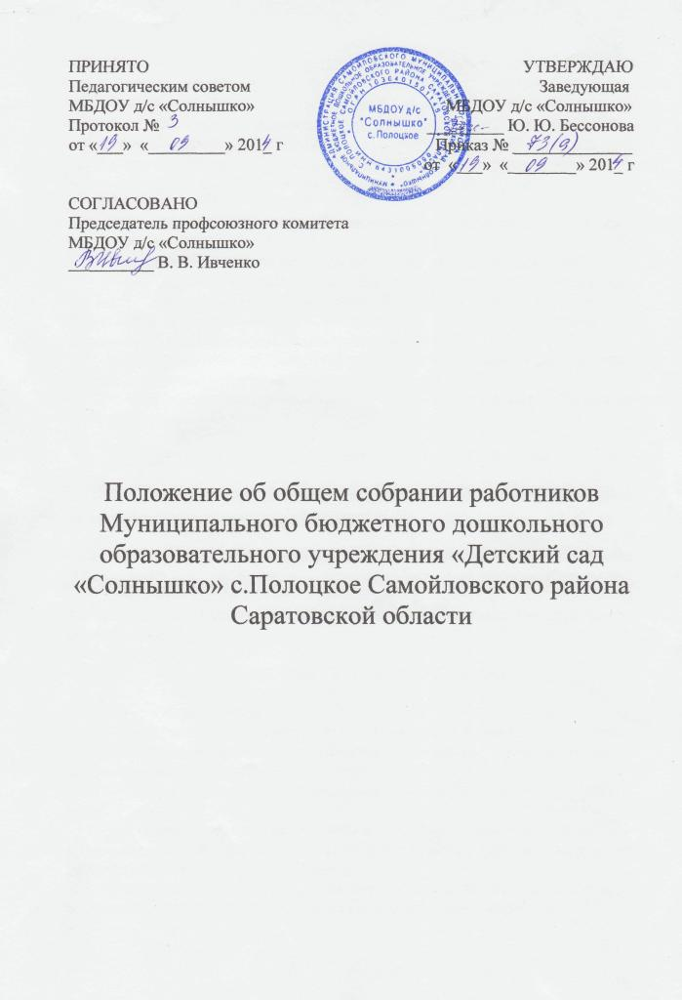 ПРИНЯТО
Педагогическим советом
МБДОУ д/с «Солнышко»
Протокол № 3
от «19» «09» 2014 г
УТВЕРЖДАЮ
Заведующая
МБДОУ д/с «Солнышко»
Ю. Ю. Бессонова
Приказ № 73(а)
от «19» «09» 2014 г
МБДОУ д/с
"Солнышко"
с. Полоцкое
СОГЛАСОВАНО
Председатель профсоюзного комитета
МБДОУ д/с «Солнышко»
В. В. Ивченко
Положение об общем собрании работников
Муниципального бюджетного дошкольного
образовательного учреждения «Детский сад
«Солнышко» с.Полоцкое Самойловского района
Саратовской области